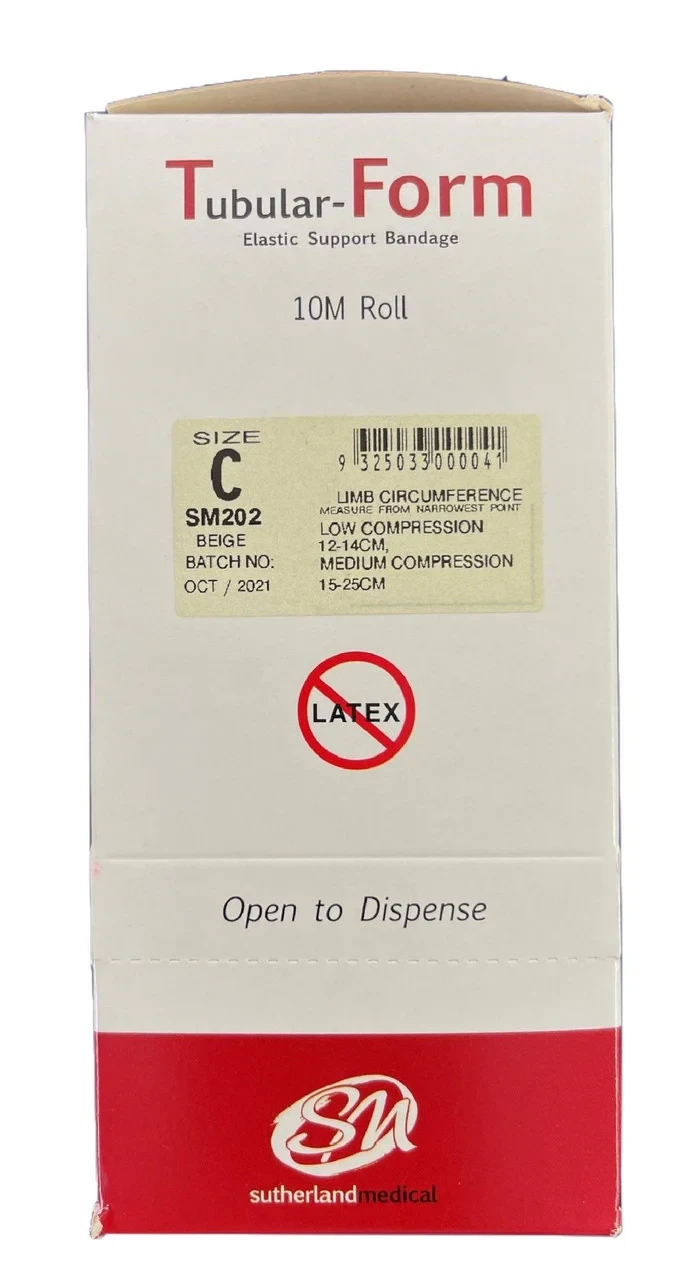 Tubular-Form
Elastic Support Bandage
10M Roll
SIZE
C
SM202
BEIGE
BATCH NO:
OCT / 2021
9 325033 000041
LIMB CIRCUMFERENCE
MEASURE FROM NARROWEST POINT
LOW COMPRESSION
12-14CM,
MEDIUM COMPRESSION
15-25CM
LATEX
Open to Dispense
SM
sutherlandmedical